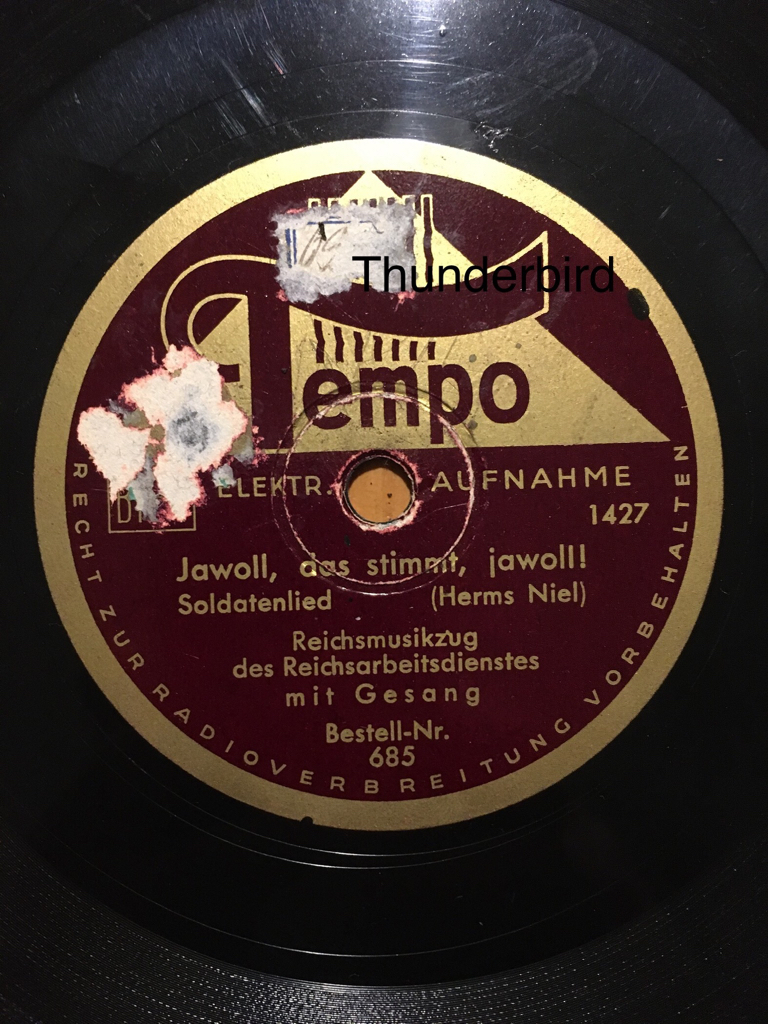 Thunderbird
Tempo
ELEKTR. AUFNAHME
1427
Jawoll, das stimmt, jawoll!
Soldatenlied (Herms Niel)
Reichsmusikzug
des Reichsarbeitsdienstes
mit Gesang
Bestell-Nr.
685
RECHT ZUR RADIOVERBREITUNG VORBEHALTEN